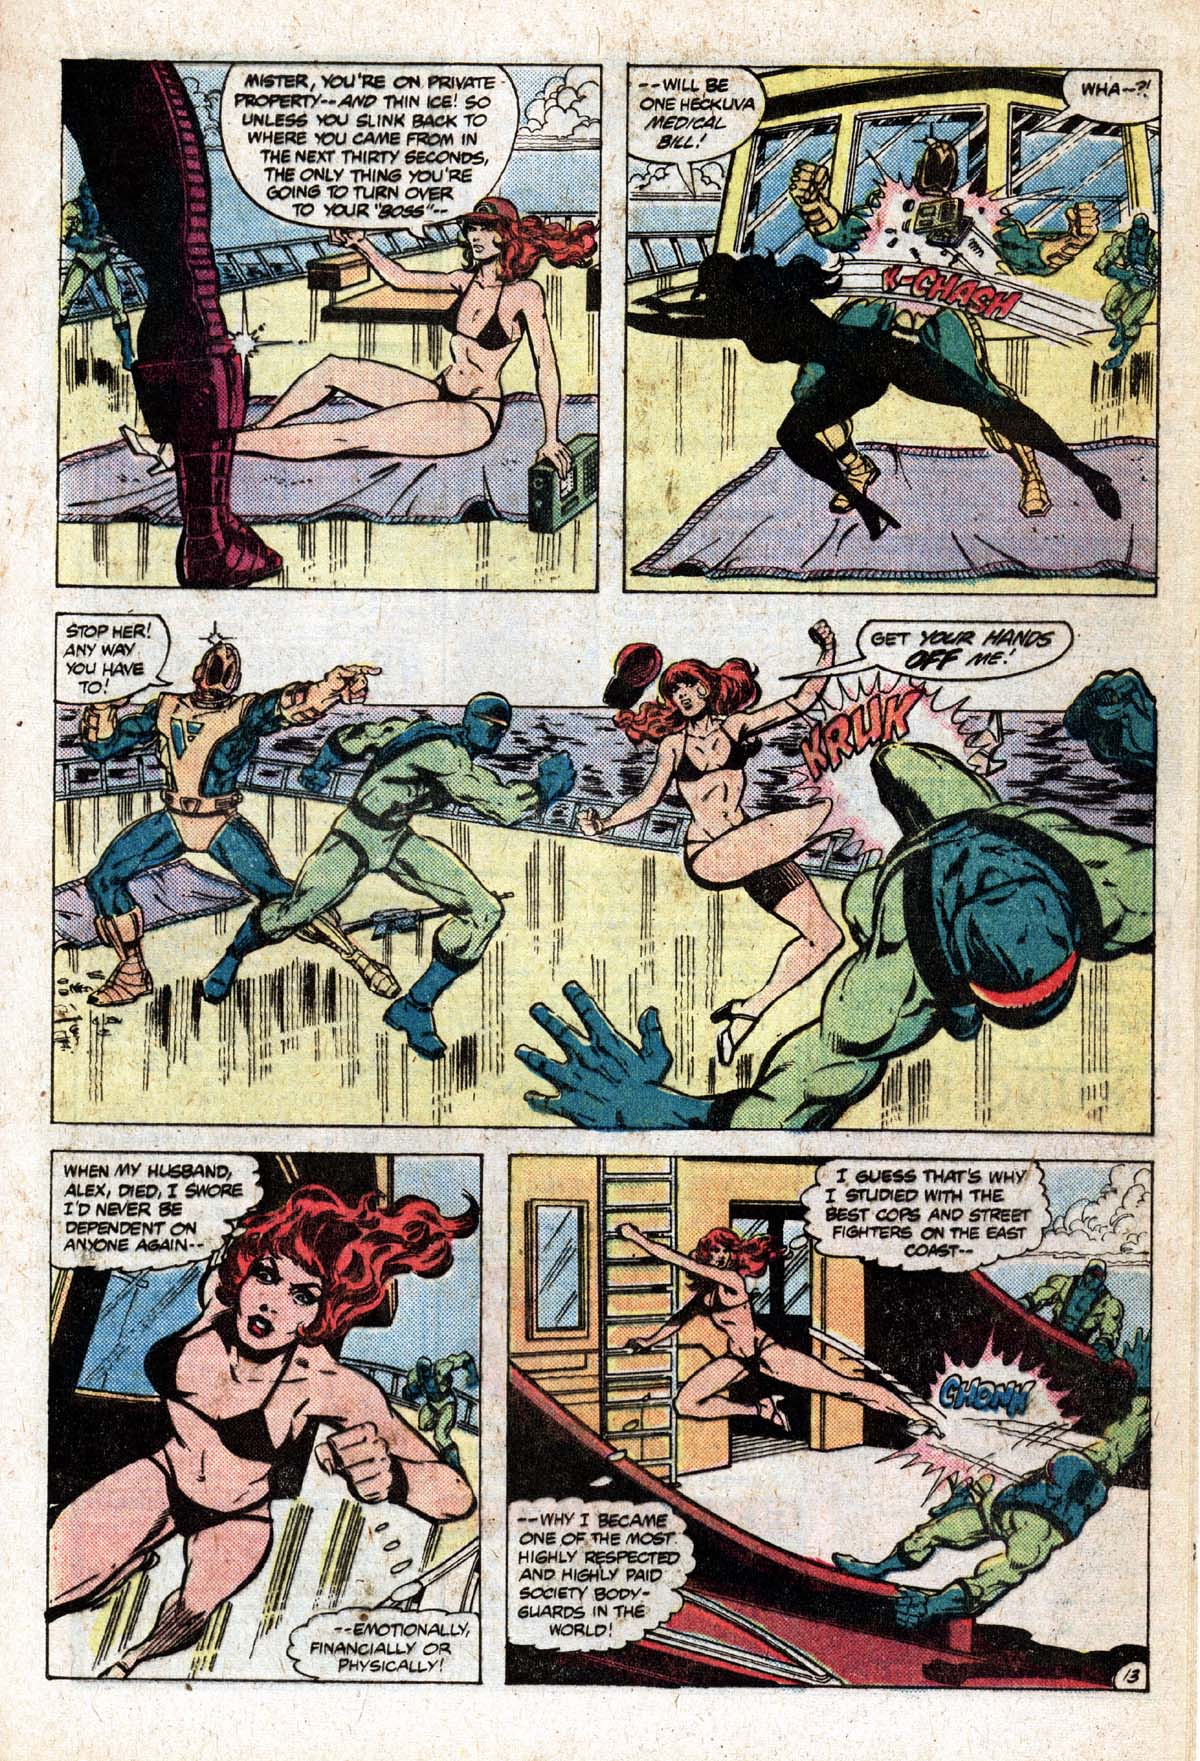 MISTER, YOU'RE ON PRIVATE
PROPERTY--AND THIN ICE! SO
UNLESS YOU SLINK BACK TO
WHERE YOU CAME FROM IN
THE NEXT THIRTY SECONDS,
THE ONLY THING YOU'RE
GOING TO TURN OVER
TO YOUR "BOSS"--
--WILL BE
ONE HECKUVA
MEDICAL
BILL!
WHA--?!
K-CHASH
STOP HER!
ANY WAY
YOU HAVE
TO!
GET YOUR HANDS
OFF ME!
KRUK
WHEN MY HUSBAND,
ALEX, DIED, I SWORE
I'D NEVER BE
DEPENDENT ON
ANYONE AGAIN--
--EMOTIONALLY,
FINANCIALLY OR
PHYSICALLY!
I GUESS THAT'S WHY
I STUDIED WITH THE
BEST COPS AND STREET
FIGHTERS ON THE EAST
COAST--
CHONK
--WHY I BECAME
ONE OF THE MOST
HIGHLY RESPECTED
AND HIGHLY PAID
SOCIETY BODY-
GUARDS IN THE
WORLD!
13